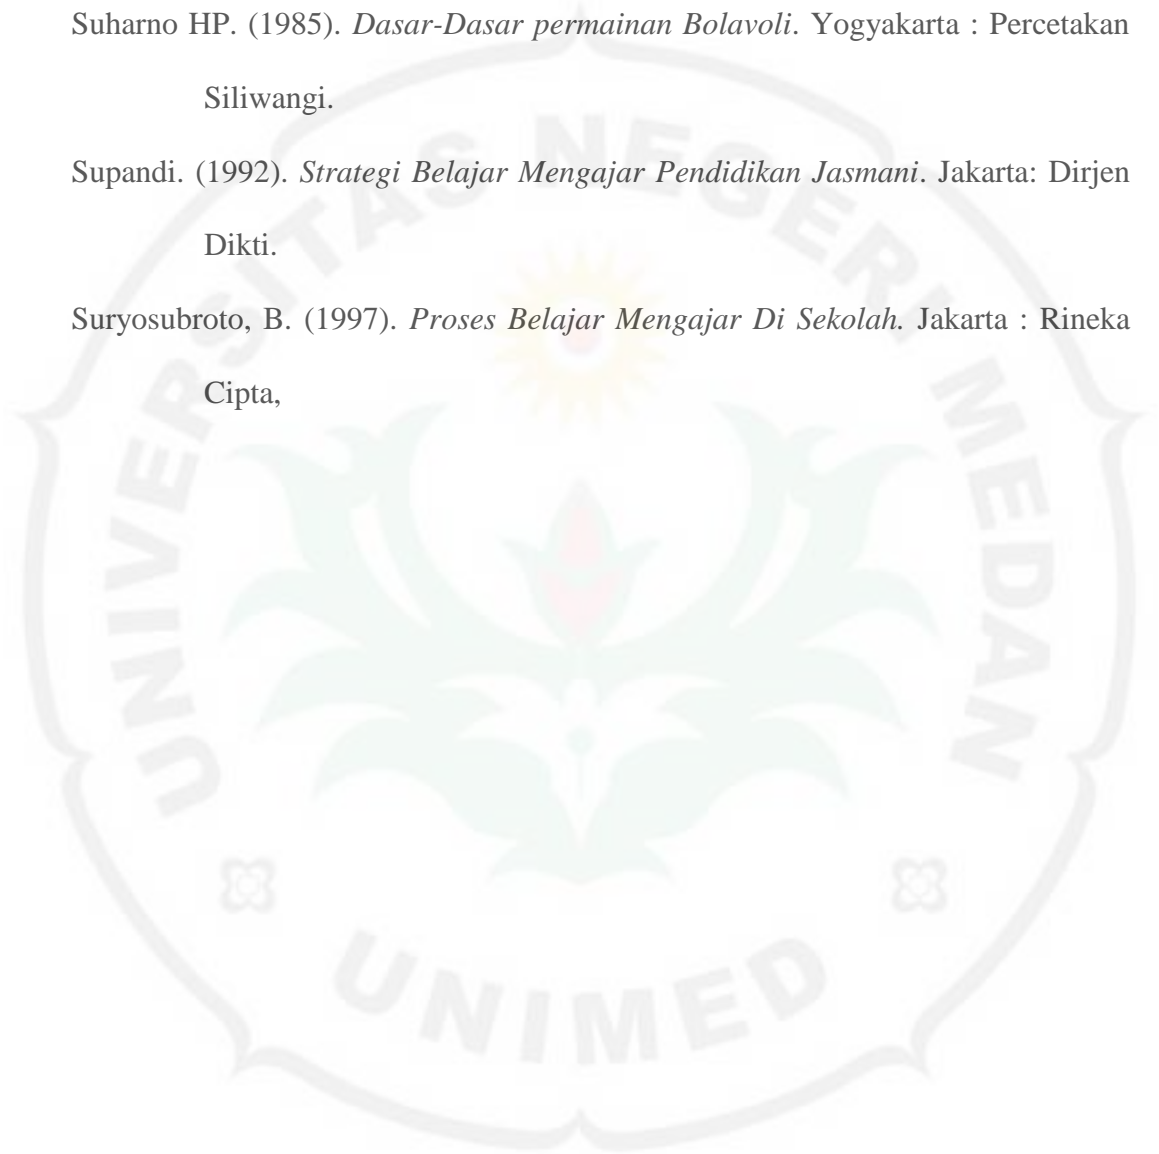 Suharno HP. (1985). Dasar-Dasar permainan Bolavoli. Yogyakarta : Percetakan
Siliwangi.
Supandi. (1992). Strategi Belajar Mengajar Pendidikan Jasmani. Jakarta: Dirjen
Dikti.
Suryosubroto, B. (1997). Proses Belajar Mengajar Di Sekolah. Jakarta : Rineka
Cipta,
UNIVERSITAS NEGERI MEDAN
UNIMED